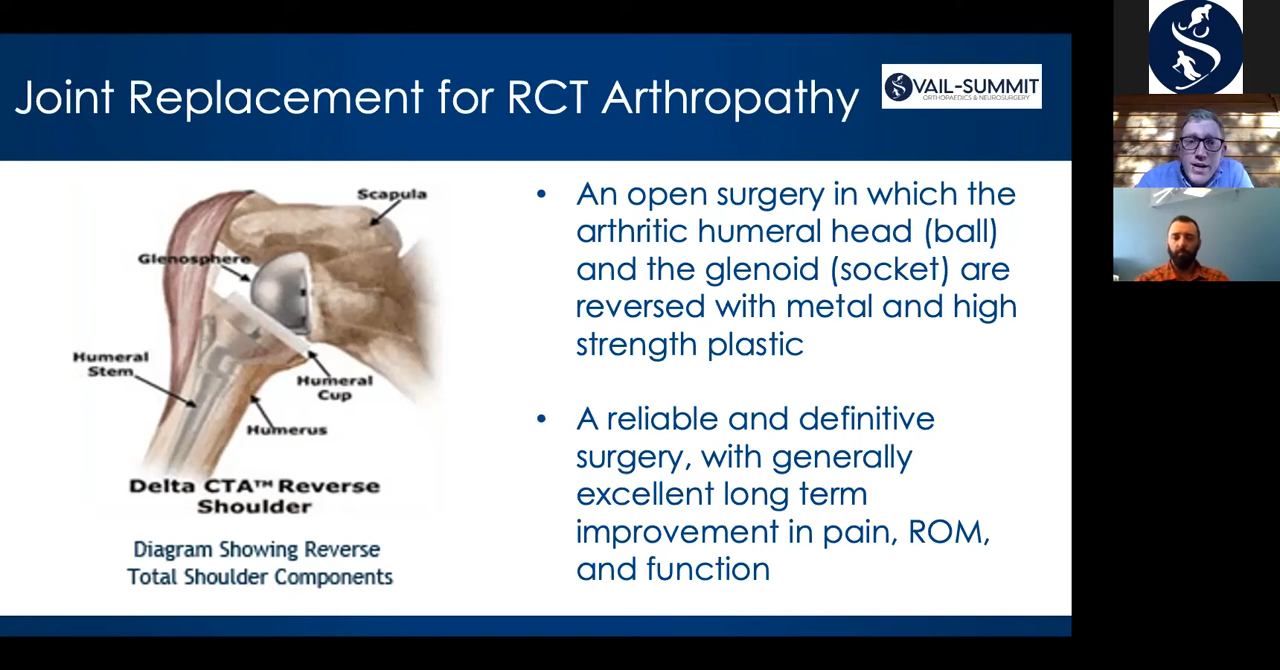 Joint Replacement for RCT Arthropathy
VAIL-SUMMIT
ORTHOPAEDICS & NEUROSURGERY
Scapula
Glenosphere
Humeral
Stem
Humeral
Cup
Humerus
Delta CTA™ Reverse
Shoulder
Diagram Showing Reverse
Total Shoulder Components
• An open surgery in which the
arthritic humeral head (ball)
and the glenoid (socket) are
reversed with metal and high
strength plastic
• A reliable and definitive
surgery, with generally
excellent long term
improvement in pain, ROM,
and function